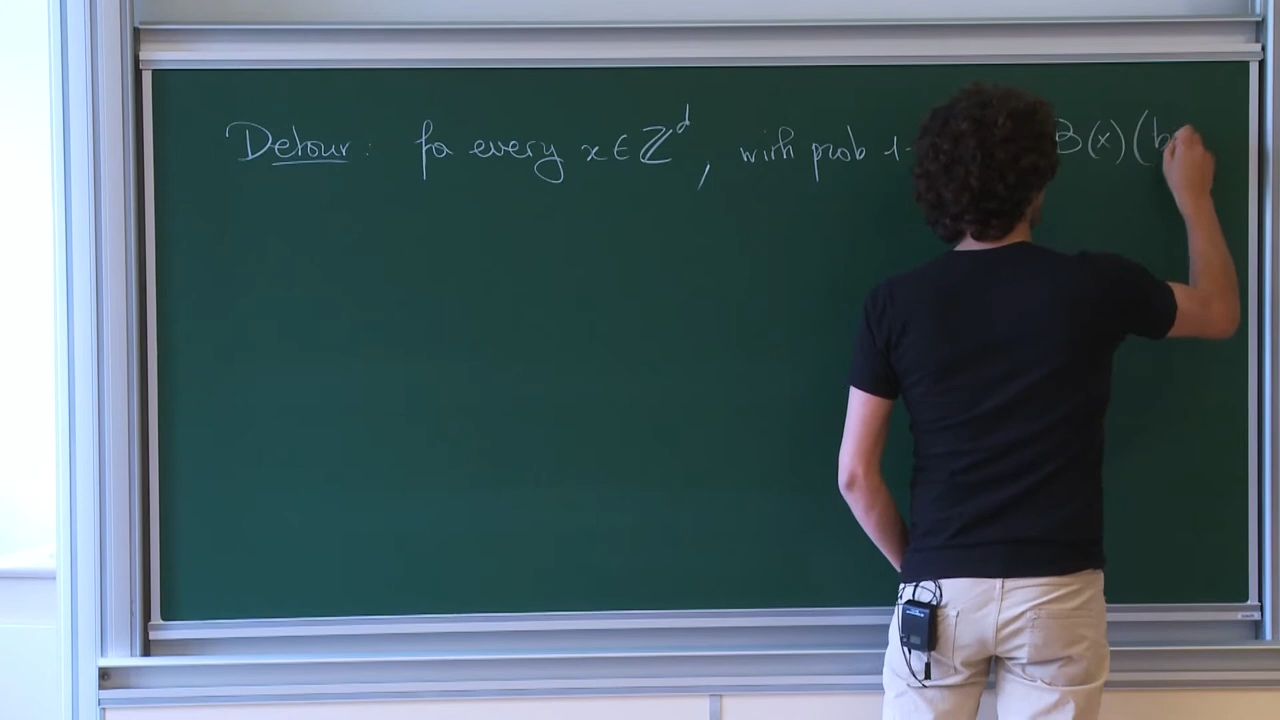 Detour: for every x ∈ ℤ^d, with prob 1- B(x) (b